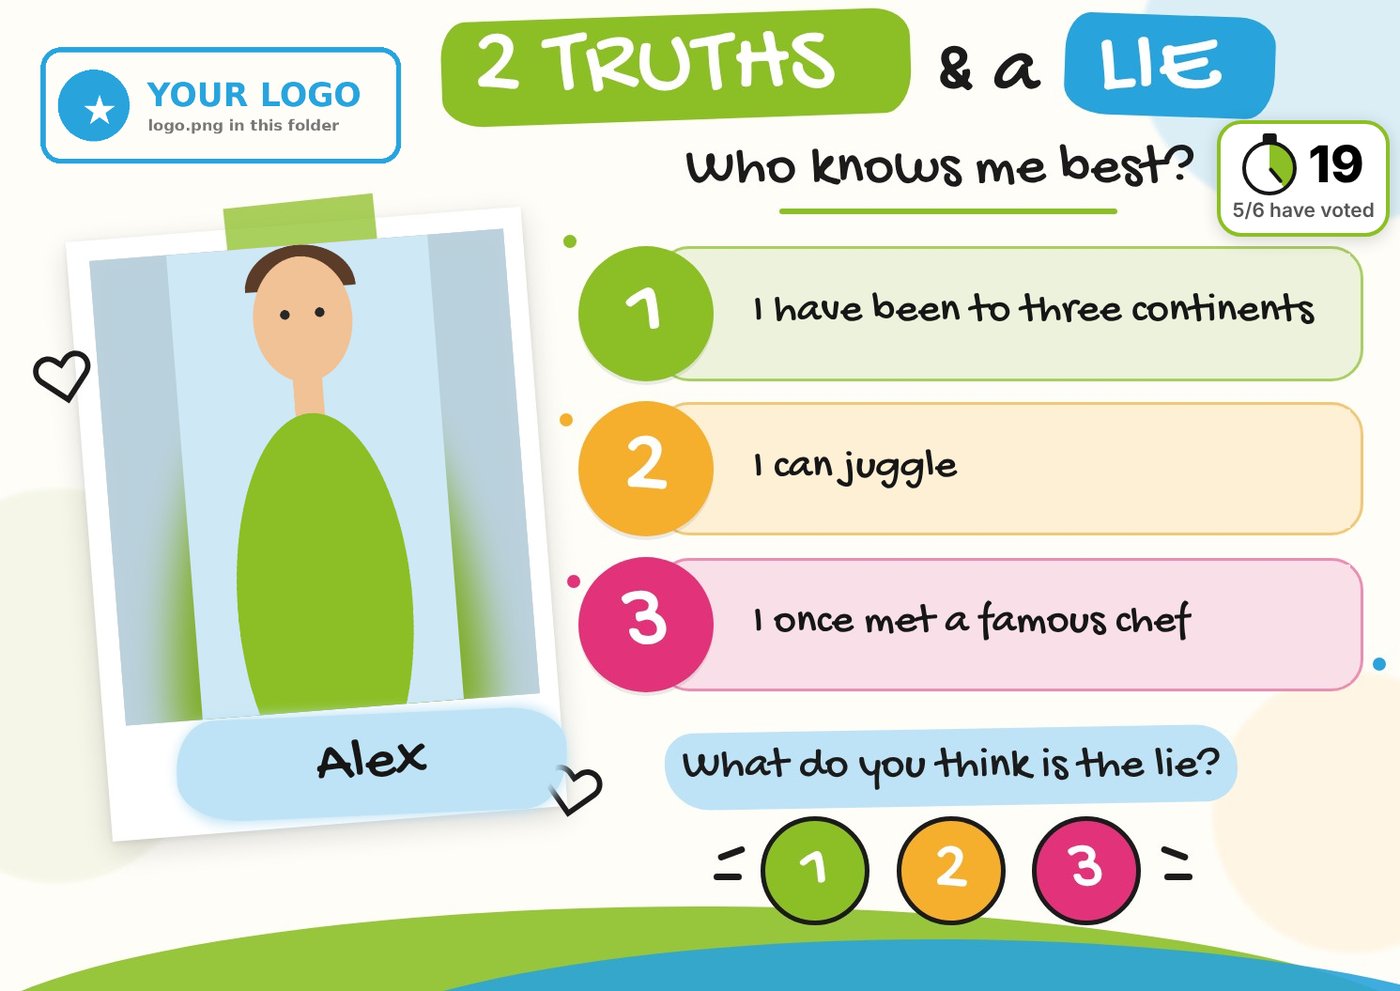 YOUR LOGO
logo.png in this folder
2 TRUTHS & a LIE
Who knows me best?
19
5/6 have voted
1 I have been to three continents
2 I can juggle
3 I once met a famous chef
Alex
What do you think is the lie?
1 2 3